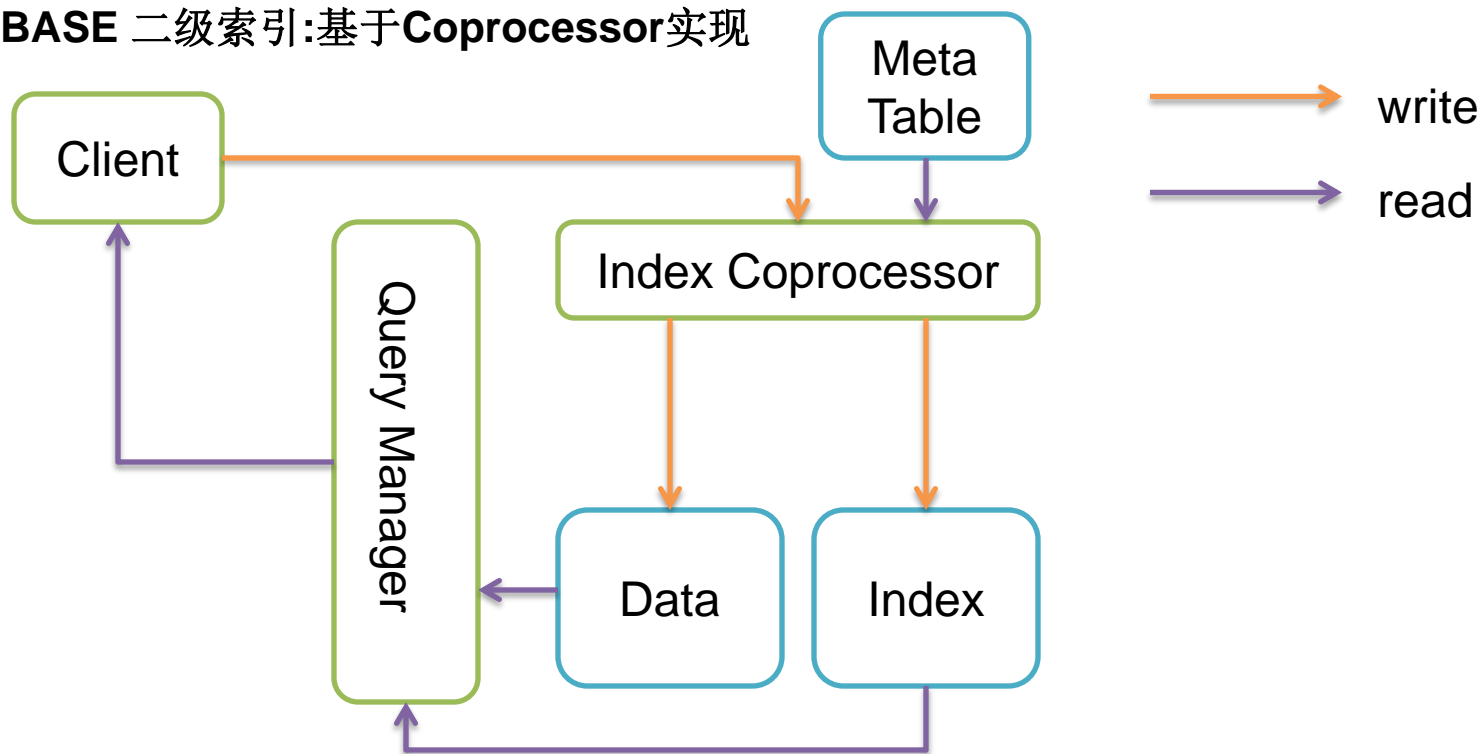 BASE 二级索引:基于Coprocessor实现
Meta
Table
write
Client
read
Index Coprocessor
Query Manager
Data
Index